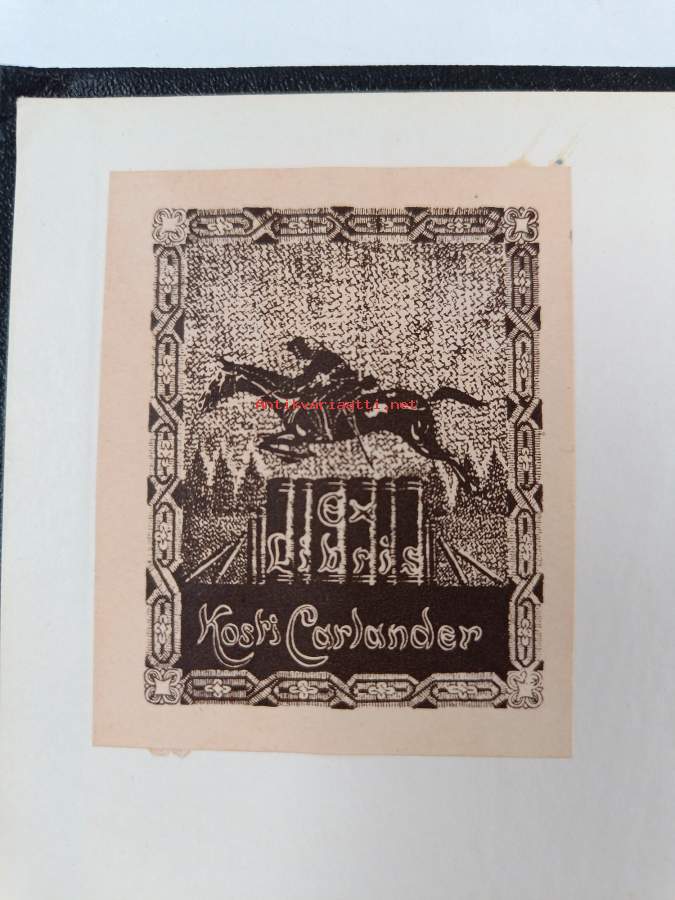 antikvariaatti.net
Ex
Libris
Kosti Carlander